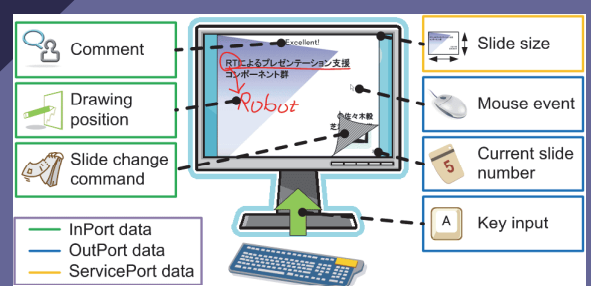 Comment
Drawing
position
Slide change
command
InPort data
OutPort data
ServicePort data
Excellent!
RTによるプレゼンテーション支援
コンポーネント群
Robot
佐々木毅
芝
Slide size
Mouse event
5
Current slide
number
A
Key input